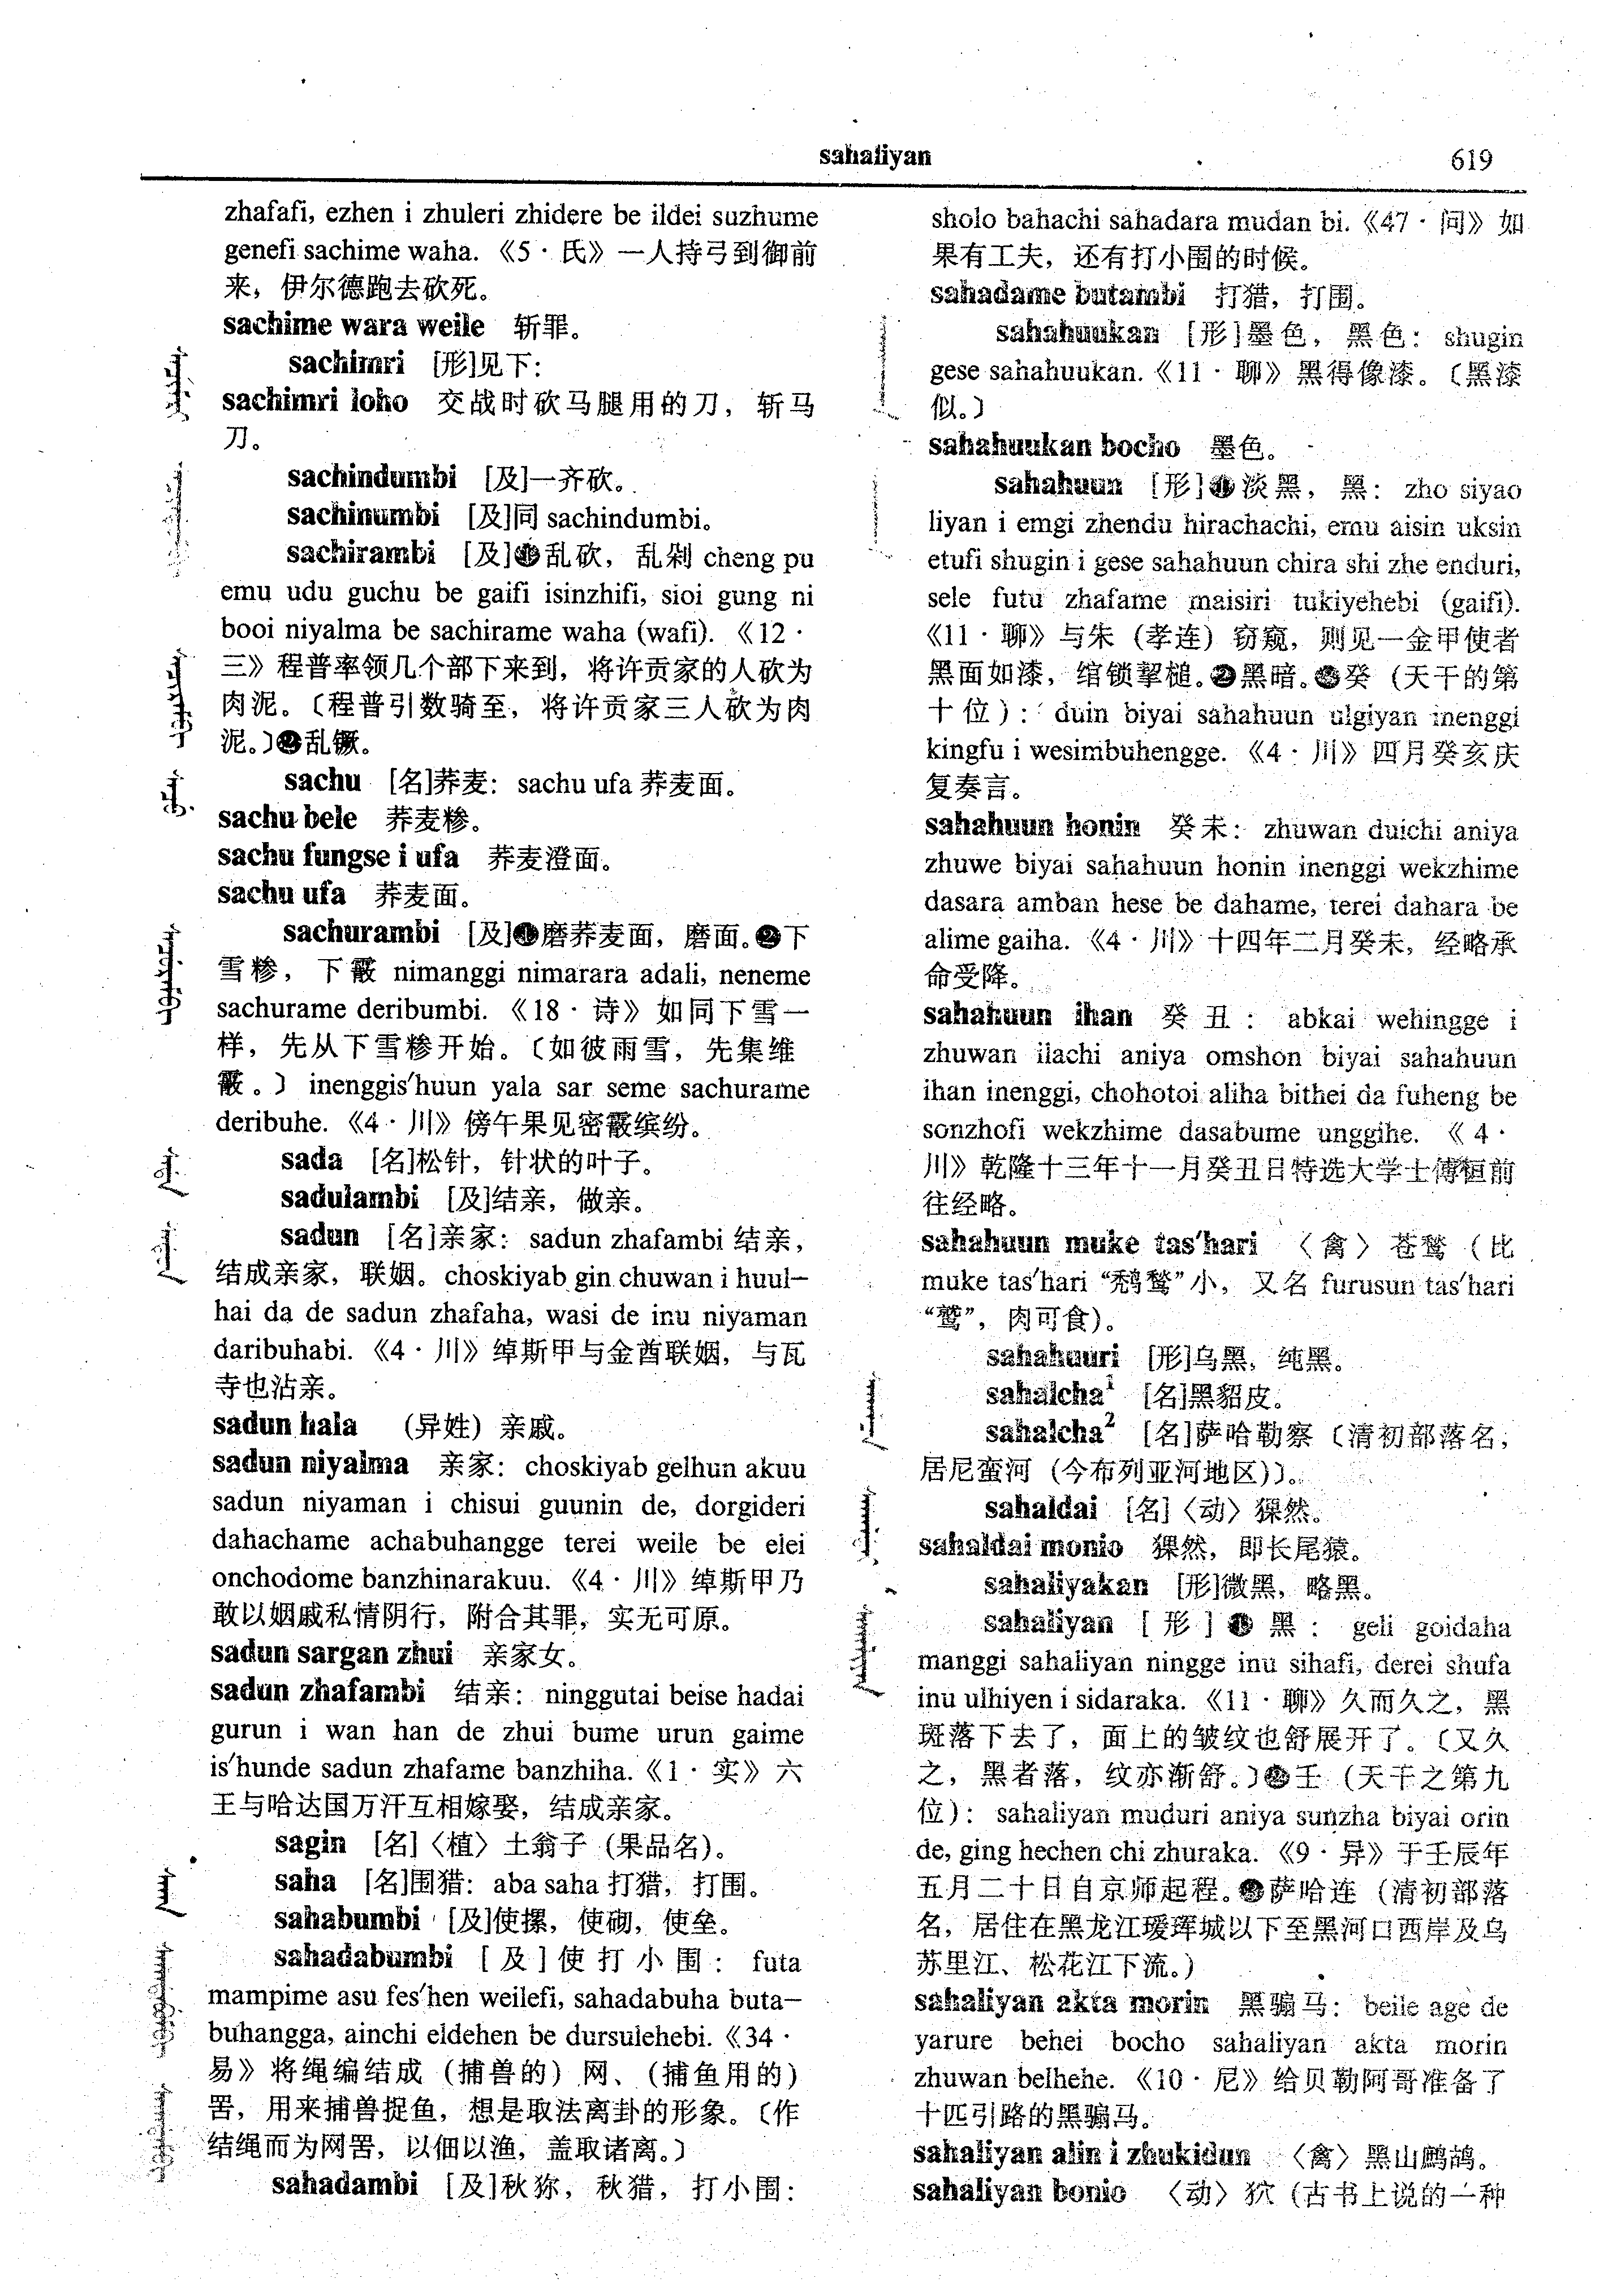 sahaliyan
619
zhafafi, ezhen i zhuleri zhidere be ildei suzhume
genefi sachime waha. 《5·氏》一人持弓到御前
来，伊尔德跑去砍死。
sachime wara weile 斩罪。
sachimri [形]见下：
sachimri loho 交战时砍马腿用的刀，斩马
刀。
sachindumbi [及]一齐砍。
sachinumbi [及]同 sachindumbi。
sachirambi [及]❶乱砍，乱剁 cheng pu
emu udu guchu be gaifi isinzhifi, sioi gung ni
booi niyalma be sachirame waha (wafi). 《12·
三》程普率领几个部下来到，将许贡家的人砍为
肉泥。〔程普引数骑至，将许贡家三人砍为肉
泥。〕❷乱镢。
sachu [名]荞麦：sachu ufa 荞麦面。
sachu bele 荞麦糁。
sachu fungse i ufa 荞麦澄面。
sachu ufa 荞麦面。
sachurambi [及]❶磨荞麦面，磨面。❷下
雪糁，下霰 nimanggi nimarara adali, neneme
sachurame deribumbi. 《18·诗》如同下雪一
样，先从下雪糁开始。〔如彼雨雪，先集维
霰。〕inenggis'huun yala sar seme sachurame
deribuhe. 《4·川》傍午果见密霰缤纷。
sada [名]松针，针状的叶子。
sadulambi [及]结亲，做亲。
sadun [名]亲家：sadun zhafambi 结亲，
结成亲家，联姻。choskiyab gin chuwan i huul-
hai da de sadun zhafaha, wasi de inu niyaman
daribuhabi. 《4·川》绰斯甲与金酋联姻，与瓦
寺也沾亲。
sadun hala （异姓）亲戚。
sadun niyalma 亲家：choskiyab gelhun akuu
sadun niyaman i chisui guunin de, dorgideri
dahachame achabuhangge terei weile be elei
onchodome banzhinarakuu. 《4·川》绰斯甲乃
敢以姻戚私情阴行，附合其罪，实无可原。
sadun sargan zhui 亲家女。
sadun zhafambi 结亲：ninggutai beise hadai
gurun i wan han de zhui bume urun gaime
is'hunde sadun zhafame banzhiha.《1·实》六
王与哈达国万汗互相嫁娶，结成亲家。
sagin [名]〈植〉土翁子（果品名）。
saha [名]围猎：aba saha 打猎，打围。
sahabumbi [及]使摞，使砌，使垒。
sahadabumbi [及]使打小围：futa
mampime asu fes'hen weilefi, sahadabuha buta-
buhangga, ainchi eldehen be dursulehebi.《34·
易》将绳编结成（捕兽的）网、（捕鱼用的）
罟，用来捕兽捉鱼，想是取法离卦的形象。〔作
结绳而为网罟，以佃以渔，盖取诸离。〕
sahadambi [及]秋狝，秋猎，打小围：
sholo bahachi sahadara mudan bi.《47·问》如
果有工夫，还有打小围的时候。
sahadame butambi 打猎，打围。
sahahuukan [形]墨色，黑色：shugin
gese sahahuukan.《11·聊》黑得像漆。〔黑漆
似。〕
sahahuukan bocho 墨色。
sahahuun [形]❶淡黑，黑：zho siyao
liyan i emgi zhendu hirachachi, emu aisin uksin
etufi shugin i gese sahahuun chira shi zhe enduri,
sele futu zhafame maisiri tukiyehebi (gaifi).
《11·聊》与朱（孝连）窃窥，则见一金甲使者
黑面如漆，绾锁挈槌。❷黑暗。❸癸（天干的第
十位）：duin biyai sahahuun ulgiyan inenggi
kingfu i wesimbuhengge. 《4·川》四月癸亥庆
复奏言。
sahahuun honin 癸未：zhuwan duichi aniya
zhuwe biyai sahahuun honin inenggi wekzhime
dasara amban hese be dahame, terei dahara be
alime gaiha. 《4·川》十四年二月癸未，经略承
命受降。
sahahuun ihan 癸丑：abkai wehingge i
zhuwan ilachi aniya omshon biyai sahahuun
ihan inenggi, chohotoi aliha bithei da fuheng be
sonzhofi wekzhime dasabume unggihe. 《4·
川》乾隆十三年十一月癸丑日特选大学士傅恒前
往经略。
sahahuun muke tas'hari 〈禽〉苍鹙（比
muke tas'hari “鹙鹙”小，又名 furusun tas'hari
“鹫”，肉可食）。
sahahuuri [形]乌黑，纯黑。
sahalcha¹ [名]黑貂皮。
sahalcha² [名]萨哈勒察〔清初部落名，
居尼蛮河（今布列亚河地区）〕。
sahaldai [名]〈动〉猓然。
sahaldai monio 猓然，即长尾猿。
sahaliyakan [形]微黑，略黑。
sahaliyan [形]❶黑：geli goidaha
manggi sahaliyan ningge inu sihafi, derei shufa
inu ulhiyen i sidaraka. 《11·聊》久而久之，黑
斑落下去了，面上的皱纹也舒展开了。〔又久
之，黑者落，纹亦渐舒。〕❷壬（天干之第九
位）：sahaliyan muduri aniya sunzha biyai orin
de, ging hechen chi zhuraka. 《9·异》于壬辰年
五月二十日自京师起程。❸萨哈连（清初部落
名，居住在黑龙江瑷珲城以下至黑河口西岸及乌
苏里江、松花江下流。）
sahaliyan akta morin 黑骟马：beile age de
yarure behei bocho sahaliyan akta morin
zhuwan belhehe. 《10·尼》给贝勒阿哥准备了
十匹引路的黑骟马。
sahaliyan alin i zhukidun 〈禽〉黑山鹧鸪。
sahaliyan bonio 〈动〉狖（古书上说的一种